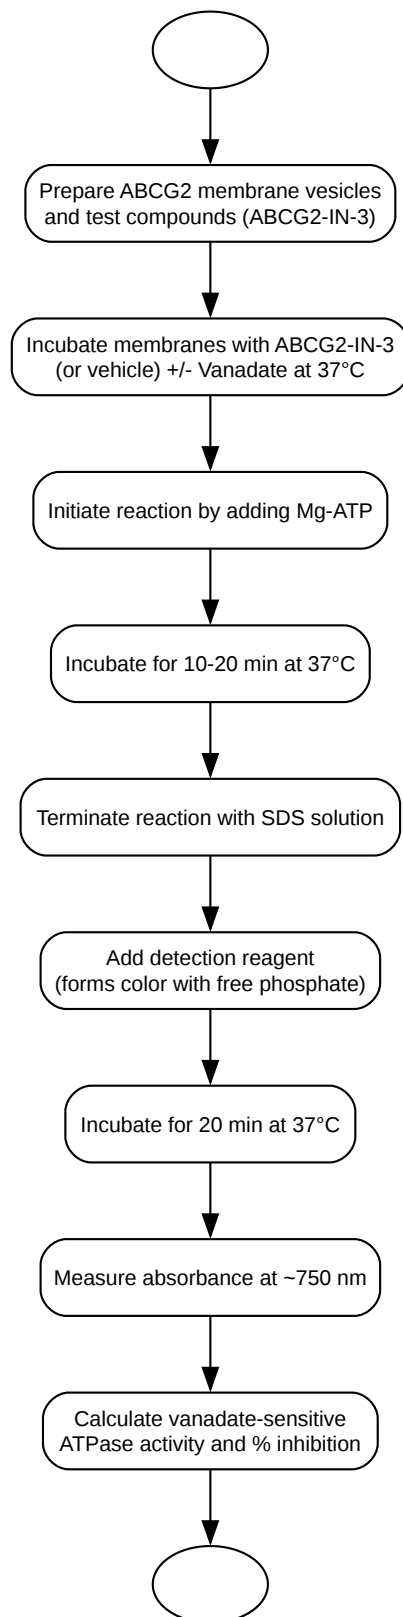 Prepare ABCG2 membrane vesicles
and test compounds (ABCG2-IN-3)
Incubate membranes with ABCG2-IN-3
(or vehicle) +/- Vanadate at 37°C
Initiate reaction by adding Mg-ATP
Incubate for 10-20 min at 37°C
Terminate reaction with SDS solution
Add detection reagent
(forms color with free phosphate)
Incubate for 20 min at 37°C
Measure absorbance at ~750 nm
Calculate vanadate-sensitive
ATPase activity and % inhibition